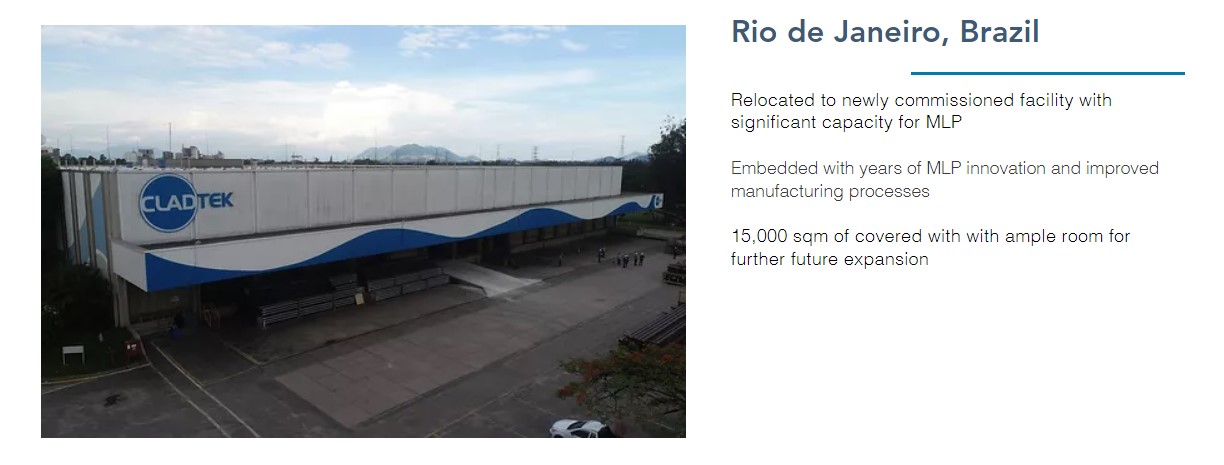 Rio de Janeiro, Brazil
CLADTEK
Relocated to newly commissioned facility with
significant capacity for MLP
Embedded with years of MLP innovation and improved
manufacturing processes
15,000 sqm of covered with with ample room for
further future expansion